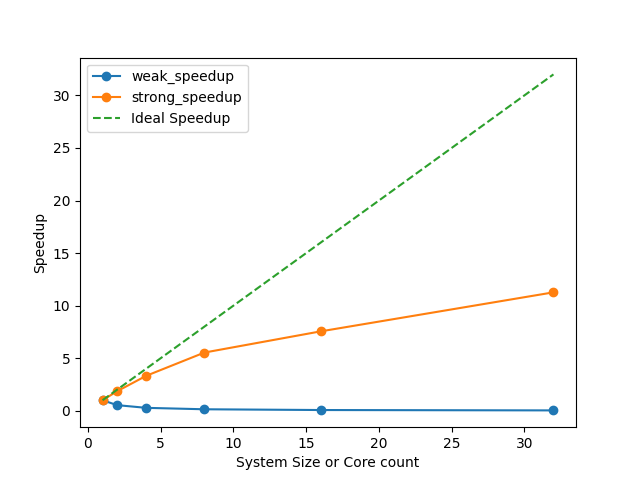 weak_speedup
strong_speedup
Ideal Speedup
30
25
20
15
10
5
0
Speedup
0 5 10 15 20 25 30
System Size or Core count